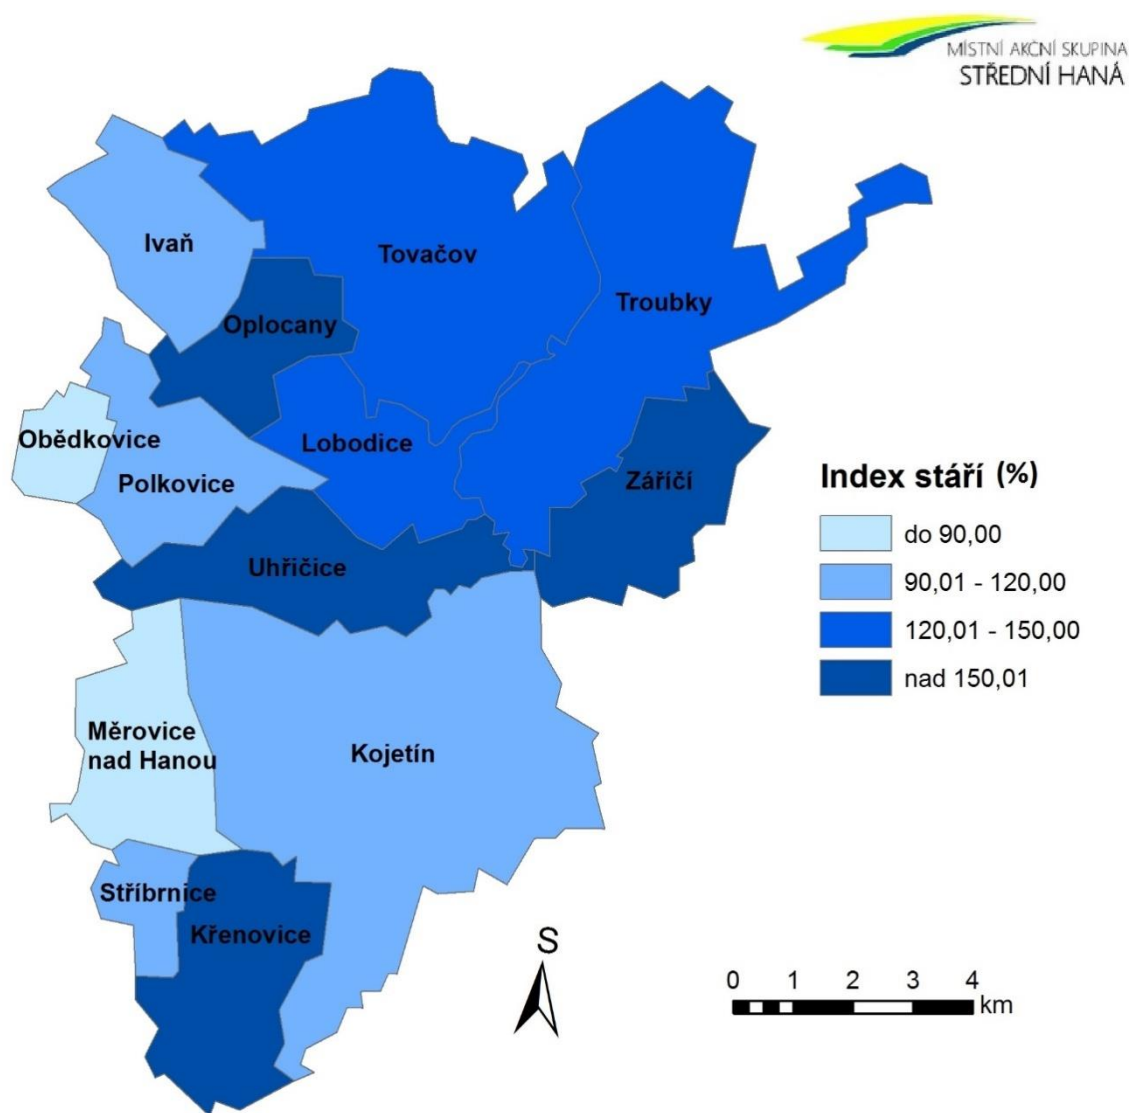 MÍSTNÍ AKČNÍ SKUPINA
STŘEDNÍ HANÁ
Ivaň
Tovačov
Troubky
Oplocany
Obědkovice
Lobodice
Polkovice
Záříčí
Uhřičice
Měrovice
nad Hanou
Kojetín
Stříbrnice
Křenovice
Index stáří (%)
do 90,00
90,01 - 120,00
120,01 - 150,00
nad 150,01
S
0 1 2 3 4
km